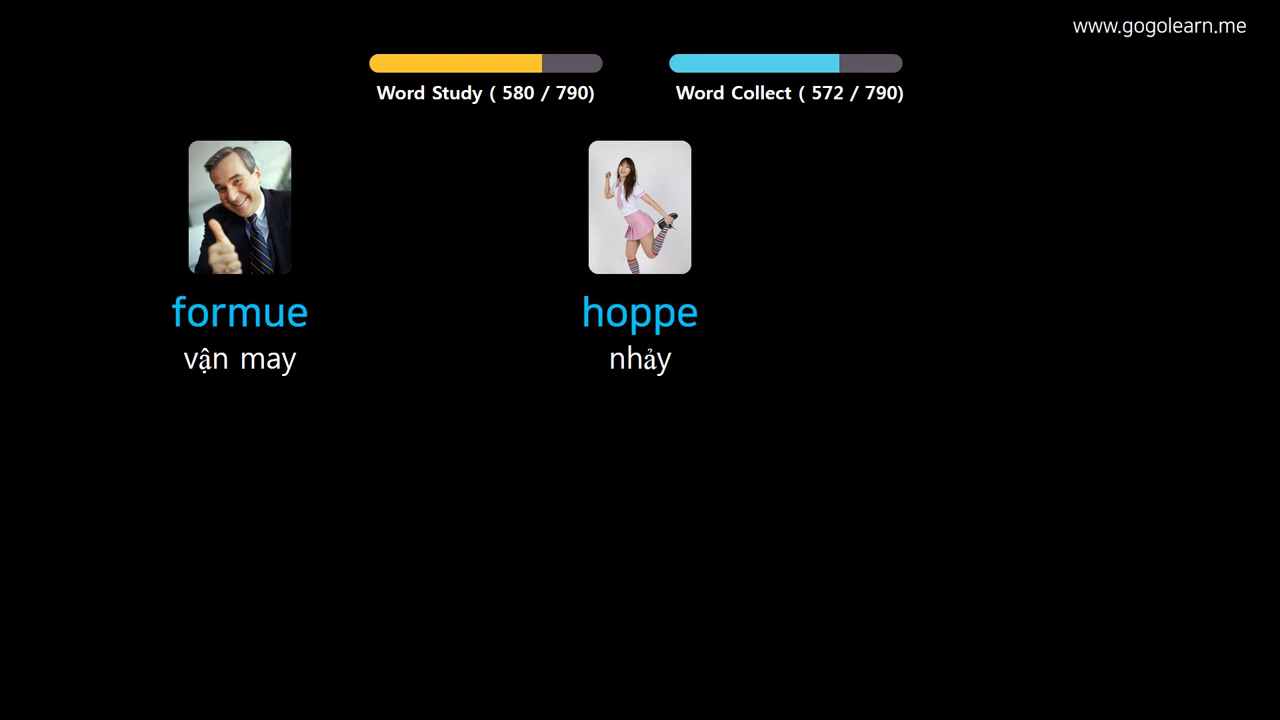 www.gogolearn.me
Word Study ( 580 / 790)
Word Collect ( 572 / 790)
formue
vận may
hoppe
nhảy